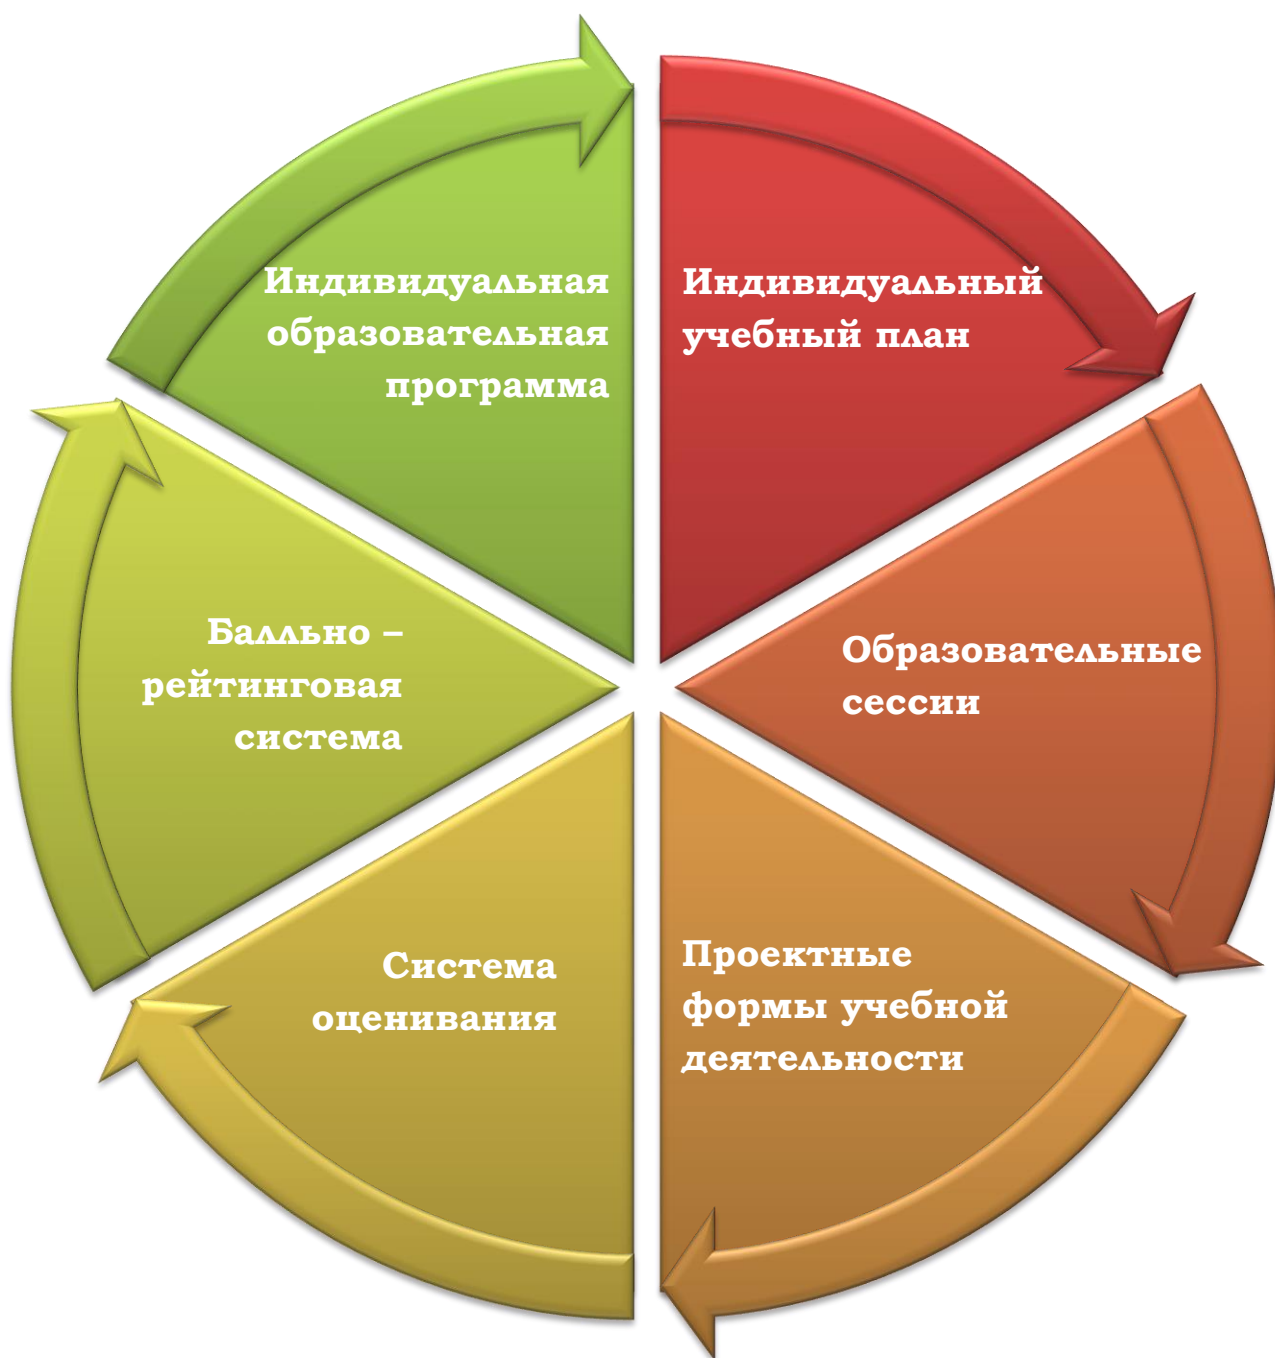 Индивидуальный
учебный план
Образовательные
сессии
Проектные
формы учебной
деятельности
Система
оценивания
Балльно –
рейтинговая
система
Индивидуальная
образовательная
программа